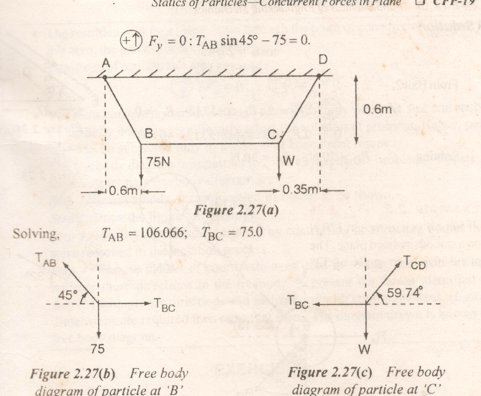 Statics of Particles—Concurrent Forces in Plane ❑ CFF-19
(+↑) F_y = 0 : T_AB sin 45° – 75 = 0.
A
D
0.6m
B
C
75N
W
0.6m
0.35m
Figure 2.27(a)
Solving, T_AB = 106.066; T_BC = 75.0
T_AB
45°
T_BC
75
T_CD
T_BC
59.74°
W
Figure 2.27(b) Free body
diagram of particle at 'B'
Figure 2.27(c) Free body
diagram of particle at 'C'